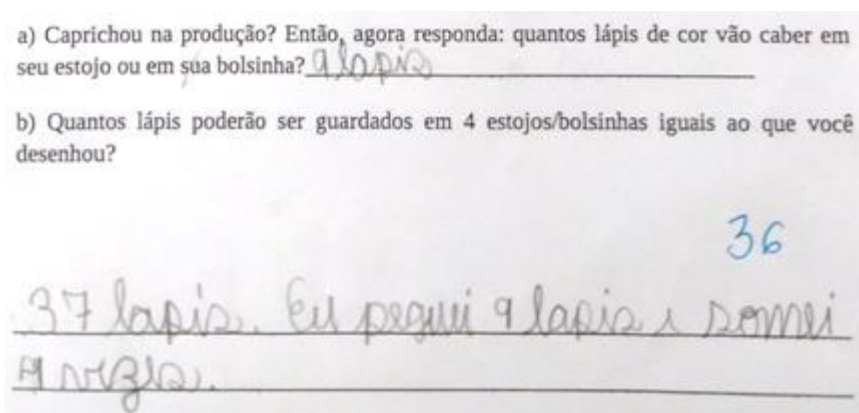 a) Caprichou na produção? Então, agora responda: quantos lápis de cor vão caber em
seu estojo ou em sua bolsinha? 9 lapis
b) Quantos lápis poderão ser guardados em 4 estojos/bolsinhas iguais ao que você
desenhou?
36
37 lapis. Eu pegui 9 lapis i somei
4 vezis.